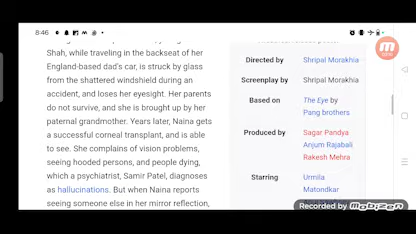 8:46
Shah, while traveling in the backseat of her
England-based dad's car, is struck by glass
from the shattered windshield during an
accident, and loses her eyesight. Her parents
do not survive, and she is brought up by her
paternal grandmother. Years later, Naina gets
a successful corneal transplant, and is able
to see. She complains of vision problems,
seeing hooded persons, and people dying,
which a psychiatrist, Samir Patel, diagnoses
as hallucinations. But when Naina reports
seeing someone else in her mirror reflection,
Directed by Shripal Morakhia
Screenplay by Shripal Morakhia
Based on The Eye by
Pang brothers
Produced by Sagar Pandya
Anjum Rajabali
Rakesh Mehra
Starring Urmila
Matondkar
Recorded by Mobizen